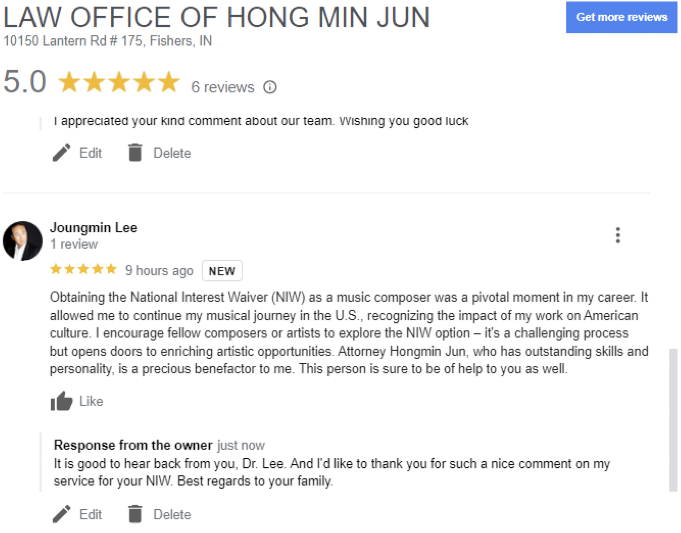 LAW OFFICE OF HONG MIN JUN
Get more reviews
10150 Lantern Rd # 175, Fishers, IN
5.0
6 reviews
I appreciated your kind comment about our team. Wishing you good luck
Edit Delete
Joungmin Lee
1 review
9 hours ago NEW
Obtaining the National Interest Waiver (NIW) as a music composer was a pivotal moment in my career. It
allowed me to continue my musical journey in the U.S., recognizing the impact of my work on American
culture. I encourage fellow composers or artists to explore the NIW option – it's a challenging process
but opens doors to enriching artistic opportunities. Attorney Hongmin Jun, who has outstanding skills and
personality, is a precious benefactor to me. This person is sure to be of help to you as well.
Like
Response from the owner just now
It is good to hear back from you, Dr. Lee. And I'd like to thank you for such a nice comment on my
service for your NIW. Best regards to your family.
Edit Delete